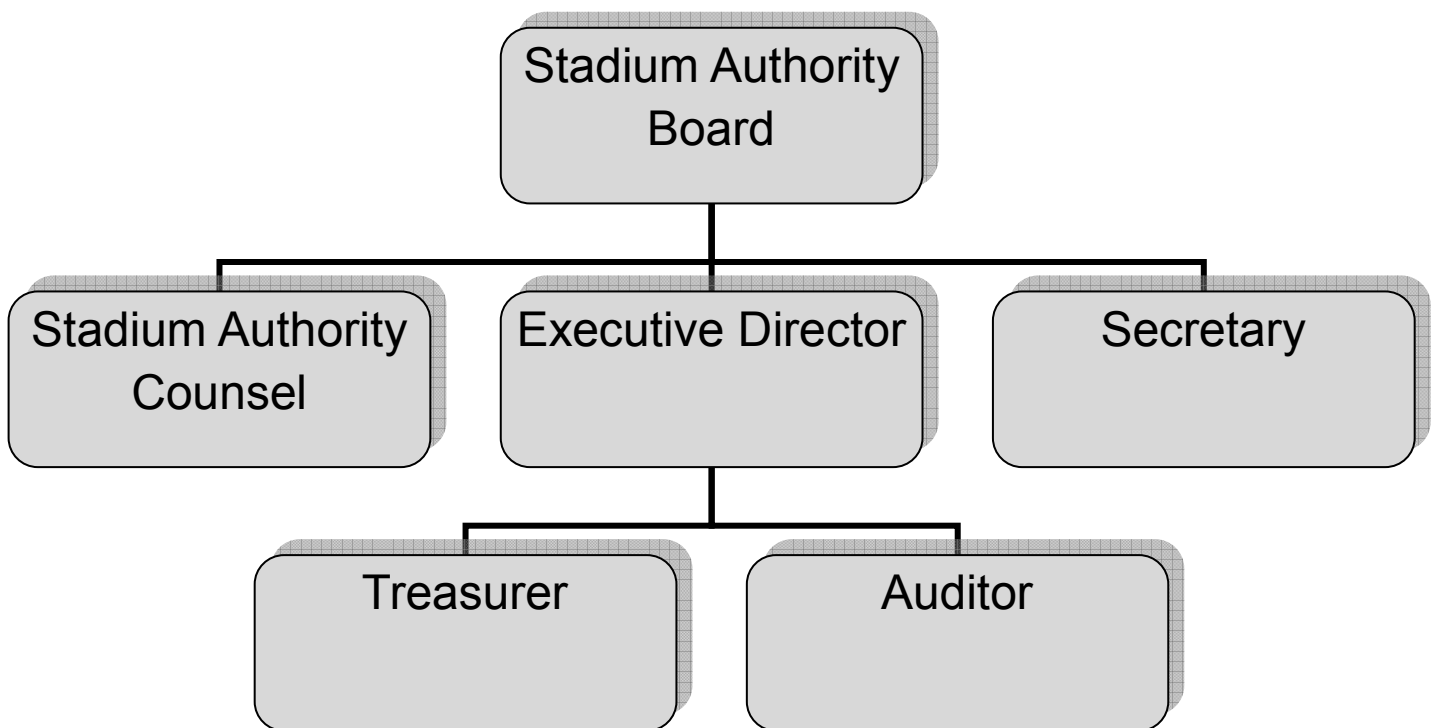 Stadium Authority
Board
Stadium Authority
Counsel
Executive Director
Secretary
Treasurer
Auditor